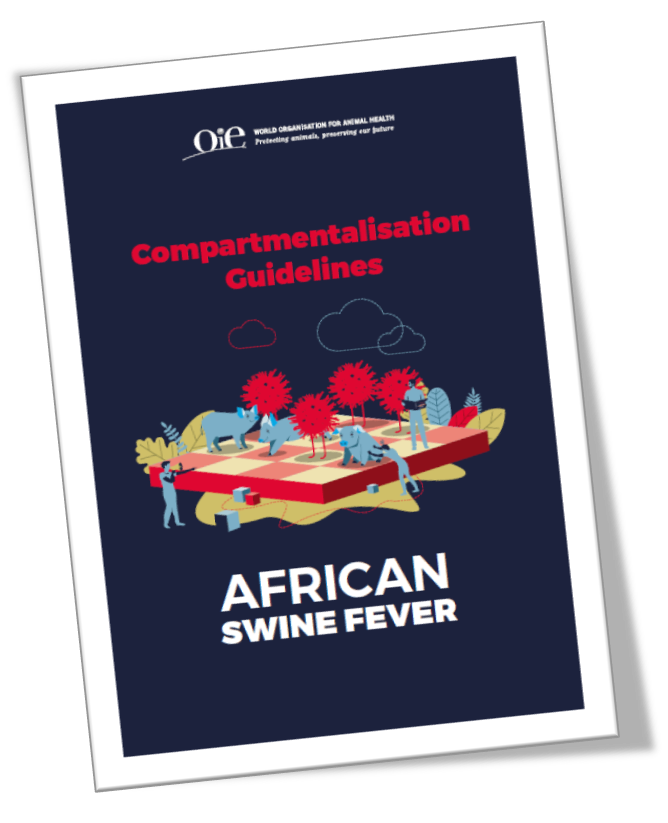 Oie
WORLD ORGANISATION FOR ANIMAL HEALTH
Protecting animals, preserving our future
Compartmentalisation
Guidelines
AFRICAN
SWINE FEVER